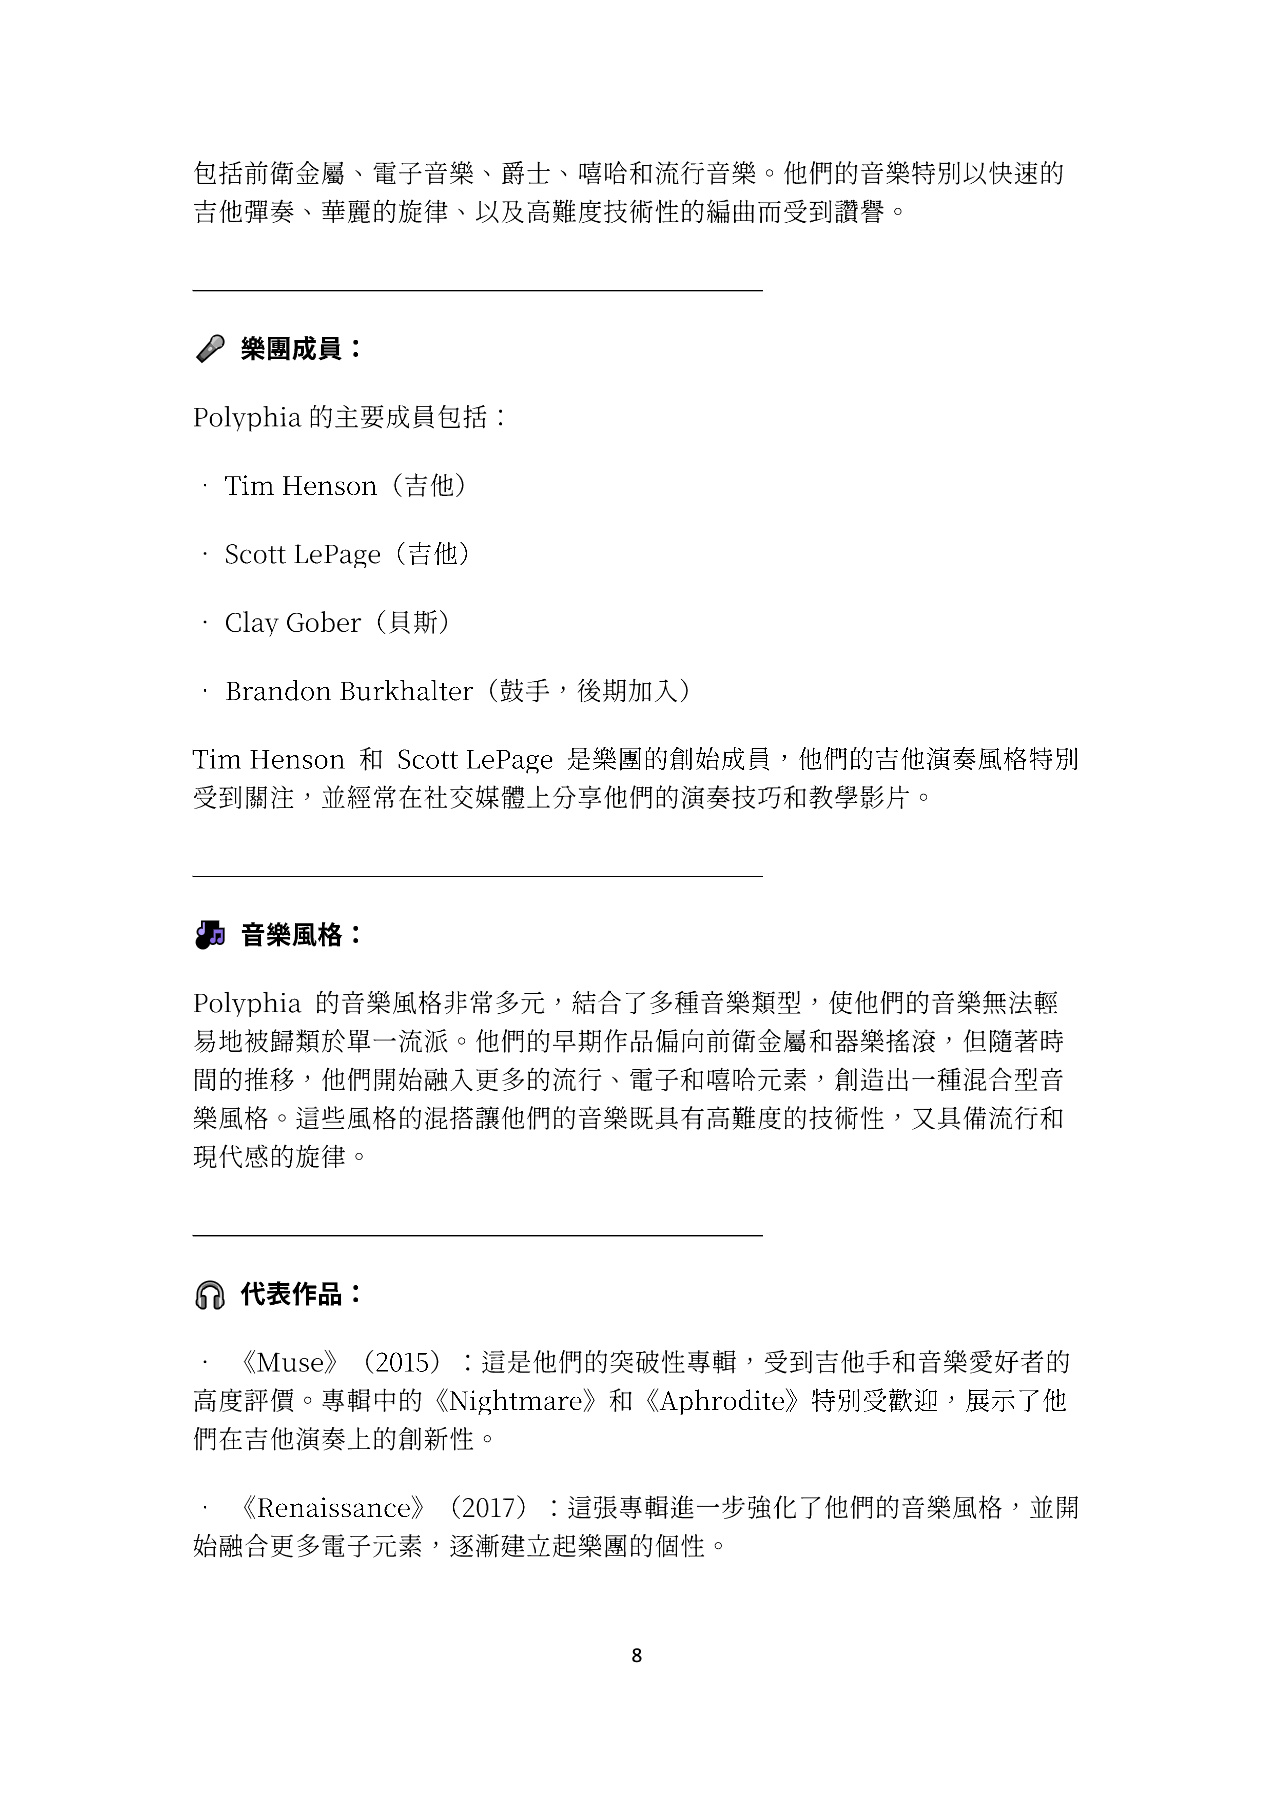 包括前衛金屬、電子音樂、爵士、嘻哈和流行音樂。他們的音樂特別以快速的
吉他彈奏、華麗的旋律、以及高難度技術性的編曲而受到讚譽。
樂團成員：
Polyphia 的主要成員包括：
· Tim Henson（吉他）
· Scott LePage（吉他）
· Clay Gober（貝斯）
· Brandon Burkhalter（鼓手，後期加入）
Tim Henson 和 Scott LePage 是樂團的創始成員，他們的吉他演奏風格特別
受到關注，並經常在社交媒體上分享他們的演奏技巧和教學影片。
音樂風格：
Polyphia 的音樂風格非常多元，結合了多種音樂類型，使他們的音樂無法輕
易地被歸類於單一流派。他們的早期作品偏向前衛金屬和器樂搖滾，但隨著時
間的推移，他們開始融入更多的流行、電子和嘻哈元素，創造出一種混合型音
樂風格。這些風格的混搭讓他們的音樂既具有高難度的技術性，又具備流行和
現代感的旋律。
代表作品：
· 《Muse》（2015）：這是他們的突破性專輯，受到吉他手和音樂愛好者的
高度評價。專輯中的《Nightmare》和《Aphrodite》特別受歡迎，展示了他
們在吉他演奏上的創新性。
· 《Renaissance》（2017）：這張專輯進一步強化了他們的音樂風格，並開
始融合更多電子元素，逐漸建立起樂團的個性。
8